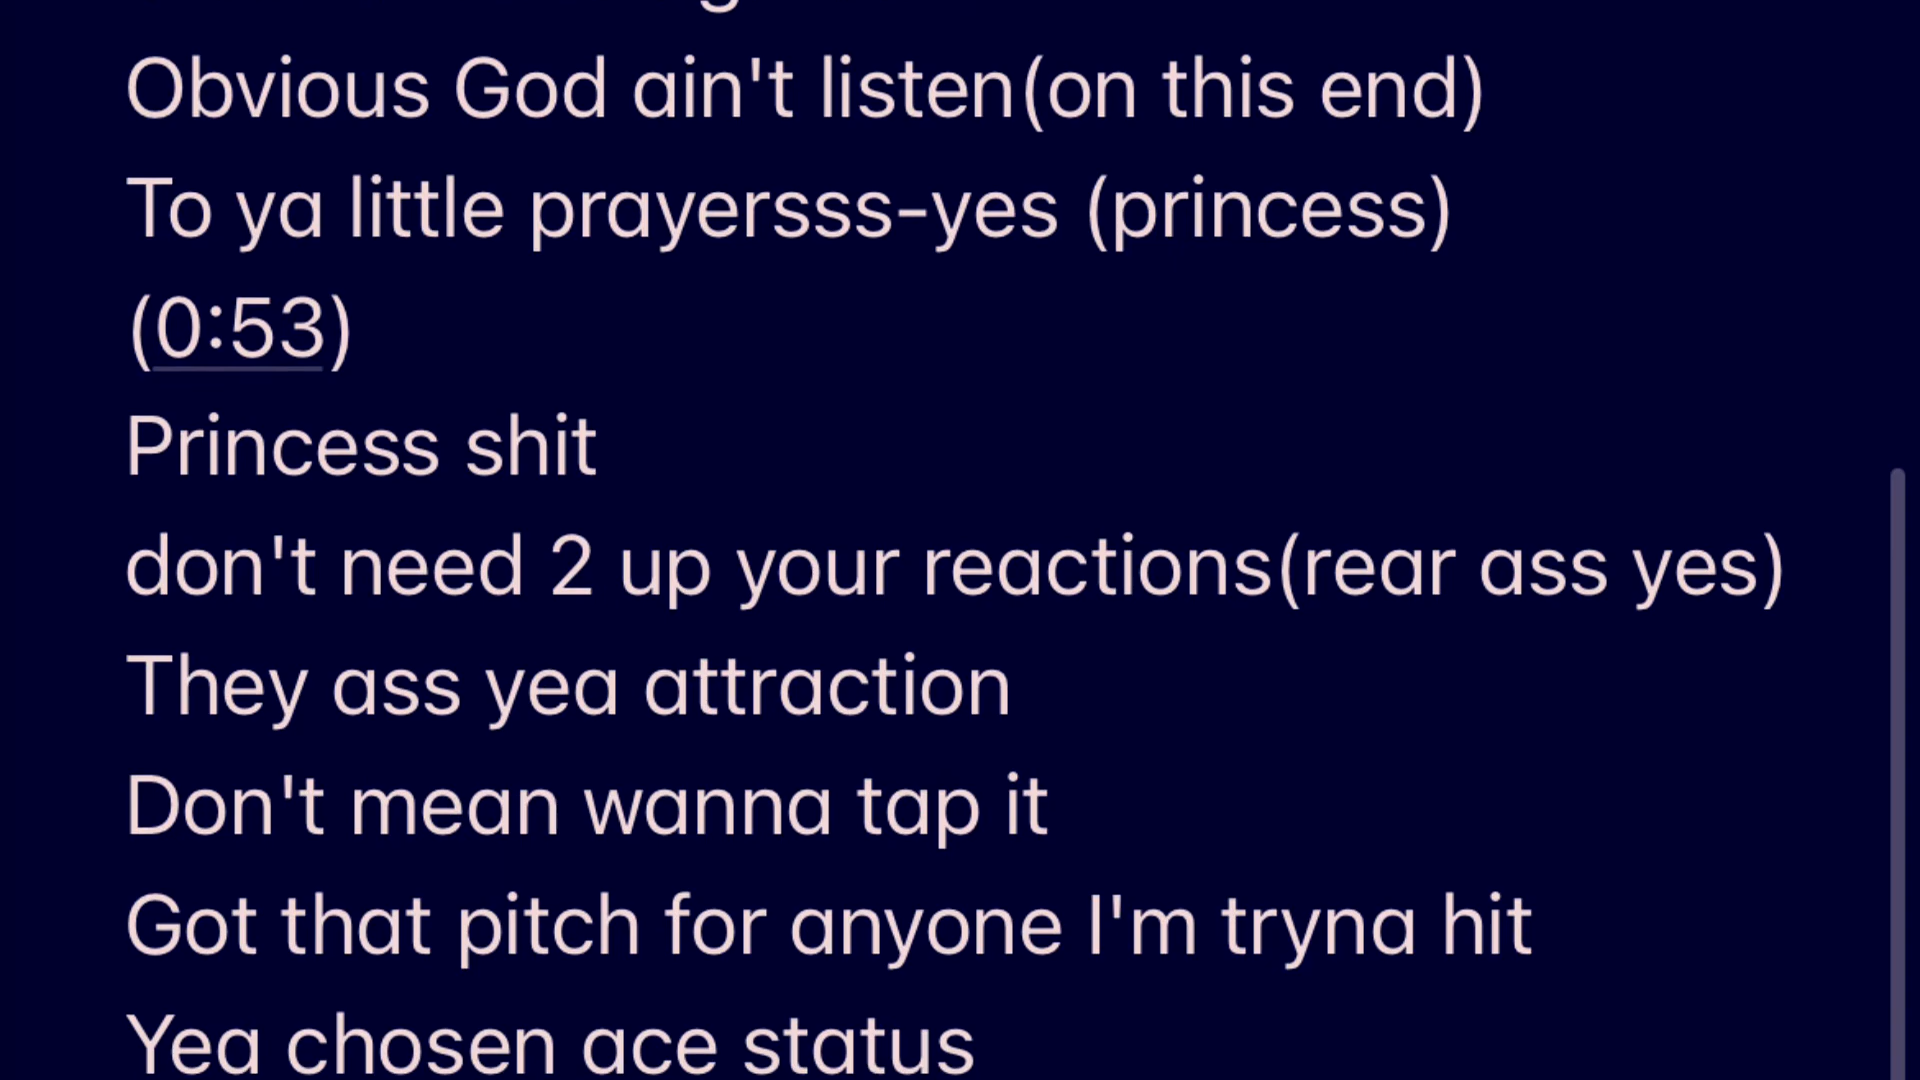 Obvious God ain't listen(on this end)
To ya little prayersss-yes (princess)
(0:53)
Princess shit
don't need 2 up your reactions(rear ass yes)
They ass yea attraction
Don't mean wanna tap it
Got that pitch for anyone I'm tryna hit
Yea chosen ace status